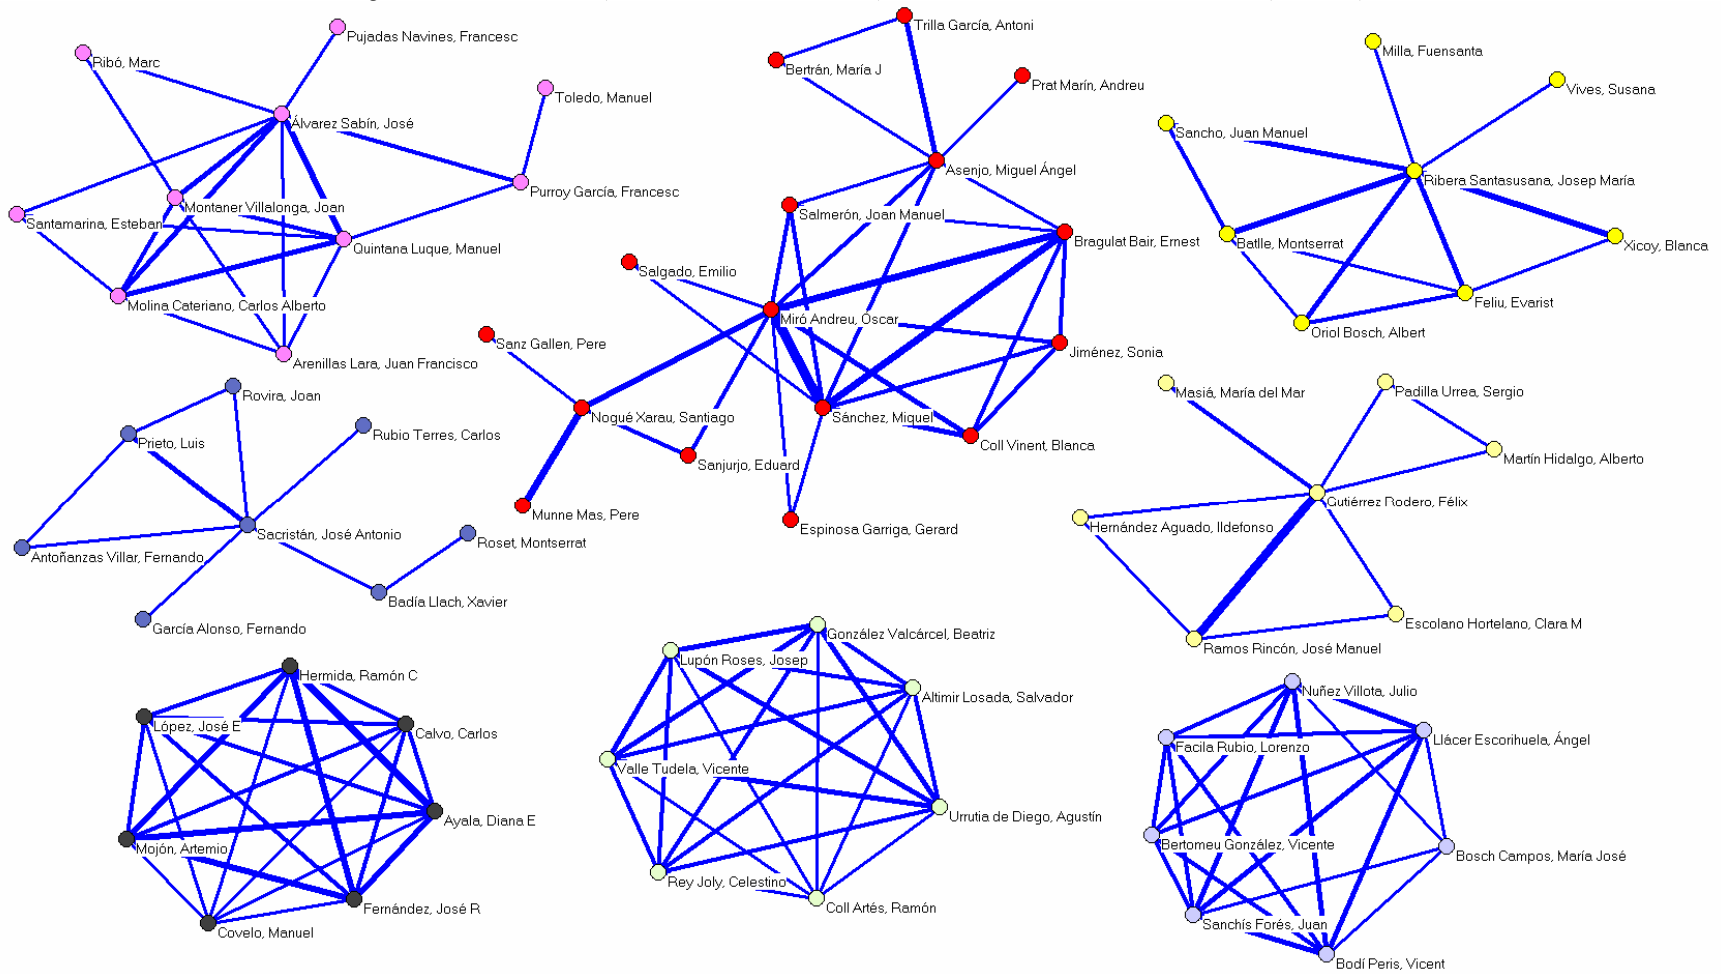 Pujadas Navines, Francesc
Ribó, Marc
Toledo, Manuel
Álvarez Sabín, José
Purroy García, Francesc
Montaner Villalonga, Joan
Santamarina, Esteban
Quintana Luque, Manuel
Molina Cateriano, Carlos Alberto
Arenillas Lara, Juan Francisco
Trilla García, Antoni
Bertrán, María J
Prat Marín, Andreu
Asenjo, Miguel Ángel
Salmerón, Joan Manuel
Bragulat Bair, Ernest
Salgado, Emilio
Miró Andreu, Oscar
Sanz Gallen, Pere
Jiménez, Sonia
Nogué Xarau, Santiago
Sánchez, Miquel
Coll Vinent, Blanca
Sanjurjo, Eduard
Munne Mas, Pere
Espinosa Garriga, Gerard
Milla, Fuensanta
Vives, Susana
Sancho, Juan Manuel
Ribera Santasusana, Josep María
Batlle, Montserrat
Xicoy, Blanca
Feliu, Evarist
Oriol Bosch, Albert
Rovira, Joan
Prieto, Luis
Rubio Terres, Carlos
Sacristán, José Antonio
Roset, Montserrat
Antoñanzas Villar, Fernando
Badía Llach, Xavier
García Alonso, Fernando
Masiá, María del Mar
Padilla Urrea, Sergio
Martín Hidalgo, Alberto
Gutiérrez Rodero, Félix
Hernández Aguado, Ildefonso
Escolano Hortelano, Clara M
Ramos Rincón, José Manuel
Hermida, Ramón C
López, José E
Calvo, Carlos
Ayala, Diana E
Mojón, Artemio
Fernández, José R
Covelo, Manuel
González Valcárcel, Beatriz
Lupón Roses, Josep
Altimir Losada, Salvador
Valle Tudela, Vicente
Urrutia de Diego, Agustín
Rey Joly, Celestino
Coll Artés, Ramón
Nuñez Villota, Julio
Llácer Escorihuela, Ángel
Facila Rubio, Lorenzo
Bertomeu González, Vicente
Bosch Campos, María José
Sanchís Forés, Juan
Bodí Peris, Vicent